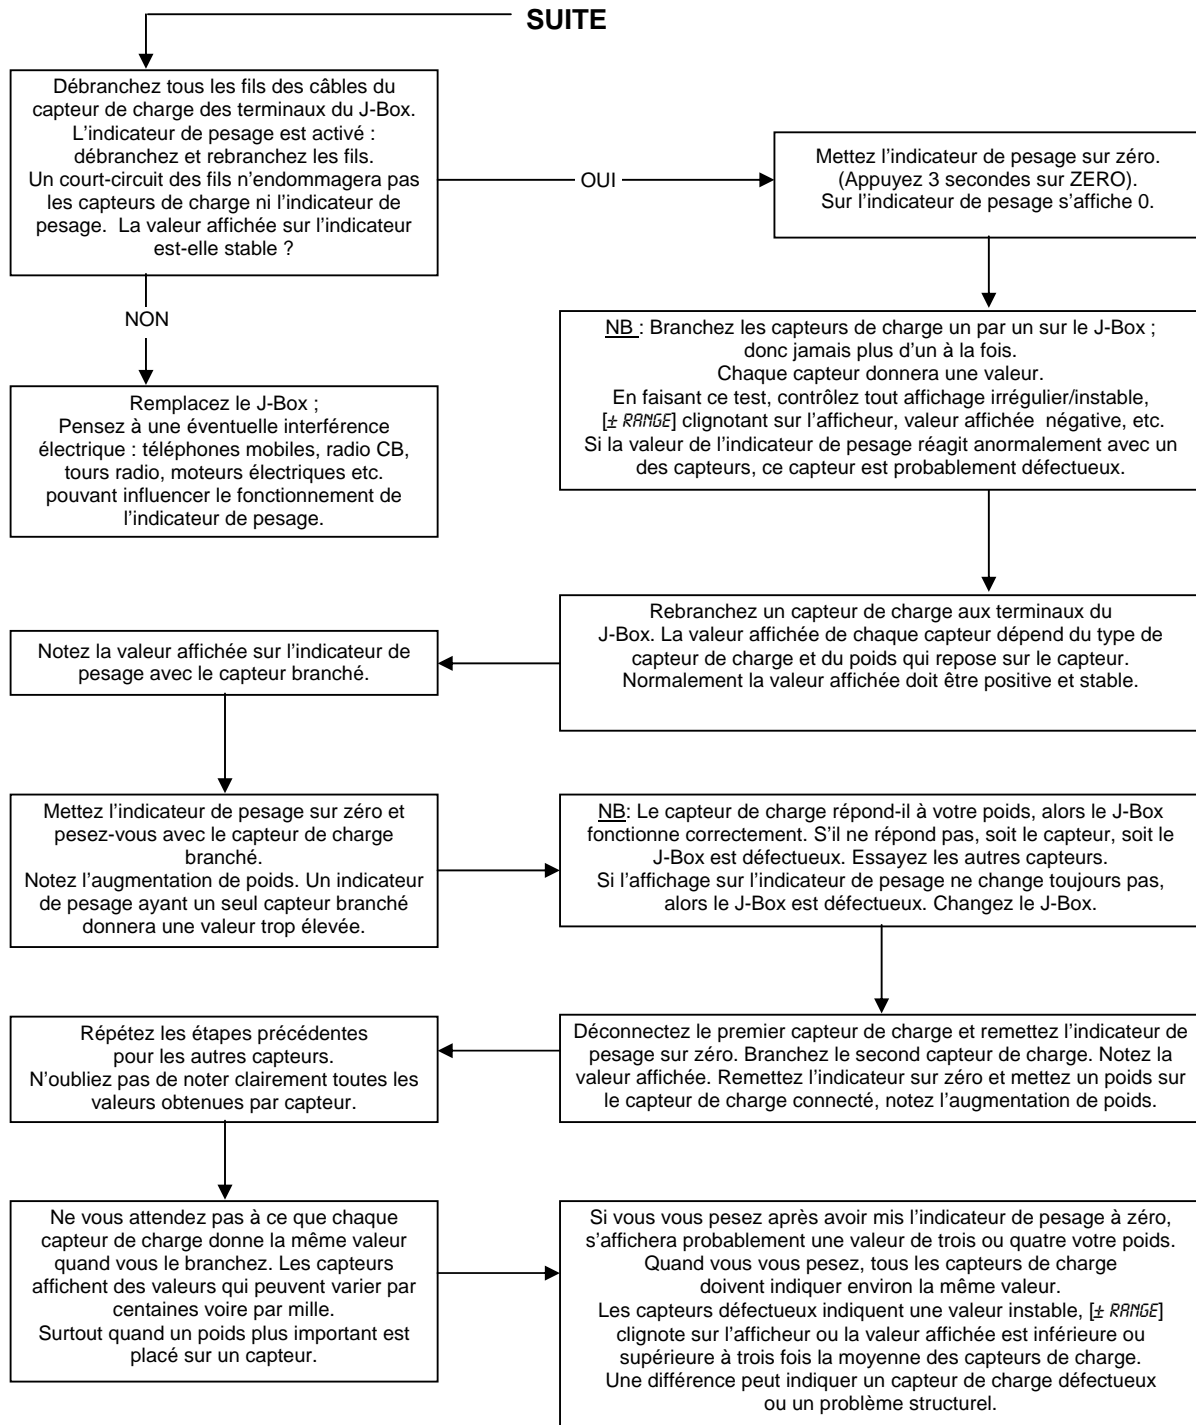 SUITE
Débranchez tous les fils des câbles du
capteur de charge des terminaux du J-Box.
L'indicateur de pesage est activé :
débranchez et rebranchez les fils.
Un court-circuit des fils n'endommagera pas
les capteurs de charge ni l'indicateur de
pesage. La valeur affichée sur l'indicateur
est-elle stable ?
OUI
Mettez l'indicateur de pesage sur zéro.
(Appuyez 3 secondes sur ZERO).
Sur l'indicateur de pesage s'affiche 0.
NON
Remplacez le J-Box ;
Pensez à une éventuelle interférence
électrique : téléphones mobiles, radio CB,
tours radio, moteurs électriques etc.
pouvant influencer le fonctionnement de
l'indicateur de pesage.
NB : Branchez les capteurs de charge un par un sur le J-Box ;
donc jamais plus d'un à la fois.
Chaque capteur donnera une valeur.
En faisant ce test, contrôlez tout affichage irrégulier/instable,
[± RANGE] clignotant sur l'afficheur, valeur affichée négative, etc.
Si la valeur de l'indicateur de pesage réagit anormalement avec un
des capteurs, ce capteur est probablement défectueux.
Rebranchez un capteur de charge aux terminaux du
J-Box. La valeur affichée de chaque capteur dépend du type de
capteur de charge et du poids qui repose sur le capteur.
Normalement la valeur affichée doit être positive et stable.
Notez la valeur affichée sur l'indicateur de
pesage avec le capteur branché.
Mettez l'indicateur de pesage sur zéro et
pesez-vous avec le capteur de charge
branché.
Notez l'augmentation de poids. Un indicateur
de pesage ayant un seul capteur branché
donnera une valeur trop élevée.
NB: Le capteur de charge répond-il à votre poids, alors le J-Box
fonctionne correctement. S'il ne répond pas, soit le capteur, soit le
J-Box est défectueux. Essayez les autres capteurs.
Si l'affichage sur l'indicateur de pesage ne change toujours pas,
alors le J-Box est défectueux. Changez le J-Box.
Déconnectez le premier capteur de charge et remettez l'indicateur de
pesage sur zéro. Branchez le second capteur de charge. Notez la
valeur affichée. Remettez l'indicateur sur zéro et mettez un poids sur
le capteur de charge connecté, notez l'augmentation de poids.
Répétez les étapes précédentes
pour les autres capteurs.
N'oubliez pas de noter clairement toutes les
valeurs obtenues par capteur.
Ne vous attendez pas à ce que chaque
capteur de charge donne la même valeur
quand vous le branchez. Les capteurs
affichent des valeurs qui peuvent varier par
centaines voire par mille.
Surtout quand un poids plus important est
placé sur un capteur.
Si vous vous pesez après avoir mis l'indicateur de pesage à zéro,
s'affichera probablement une valeur de trois ou quatre votre poids.
Quand vous vous pesez, tous les capteurs de charge
doivent indiquer environ la même valeur.
Les capteurs défectueux indiquent une valeur instable, [± RANGE]
clignote sur l'afficheur ou la valeur affichée est inférieure ou
supérieure à trois fois la moyenne des capteurs de charge.
Une différence peut indiquer un capteur de charge défectueux
ou un problème structurel.